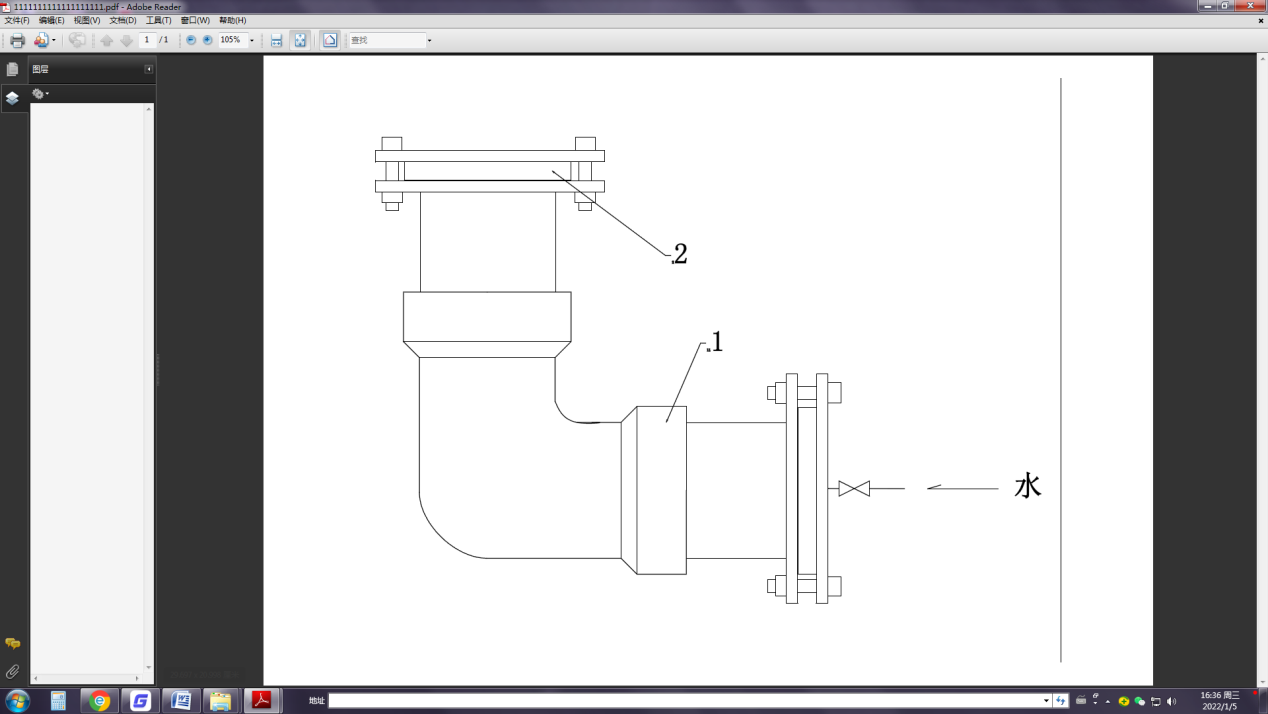 1111111111111111111.pdf - Adobe Reader
文件(F) 编辑(E) 视图(V) 文档(D) 工具(T) 窗口(W) 帮助(H)
1 / 1 105% 查找
图层
2
1
水
地址
16:36 周三
2022/1/5